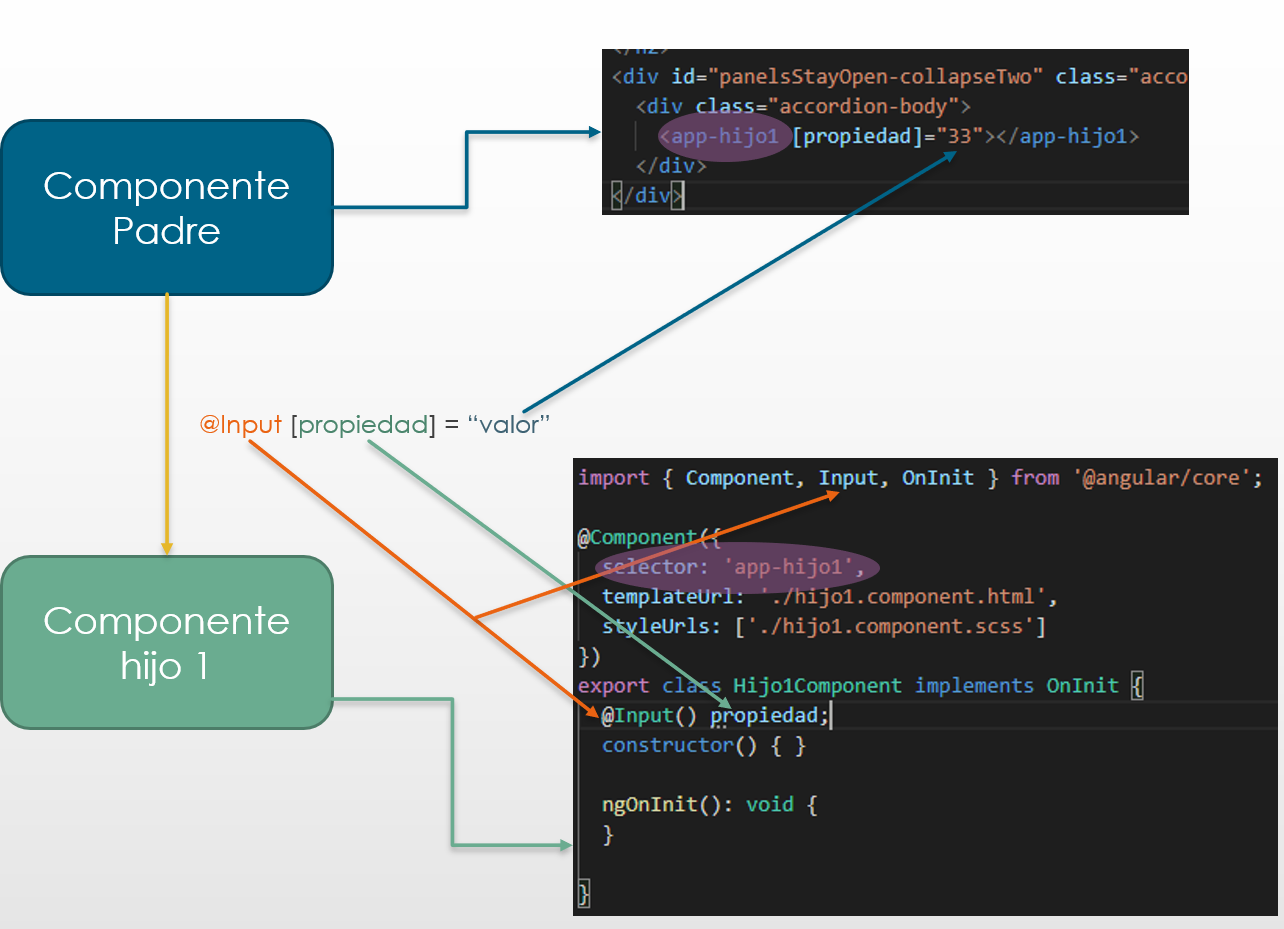 </h2>
<div id="panelsStayOpen-collapseTwo" class="acco
<div class="accordion-body">
<app-hijo1 [propiedad]="33"></app-hijo1>
</div>
</div>
Componente
Padre
@Input [propiedad] = “valor”
Componente
hijo 1
import { Component, Input, OnInit } from '@angular/core';
@Component({
selector: 'app-hijo1',
templateUrl: './hijo1.component.html',
styleUrls: ['./hijo1.component.scss']
})
export class Hijo1Component implements OnInit {
@Input() propiedad;
constructor() { }
ngOnInit(): void {
}
}